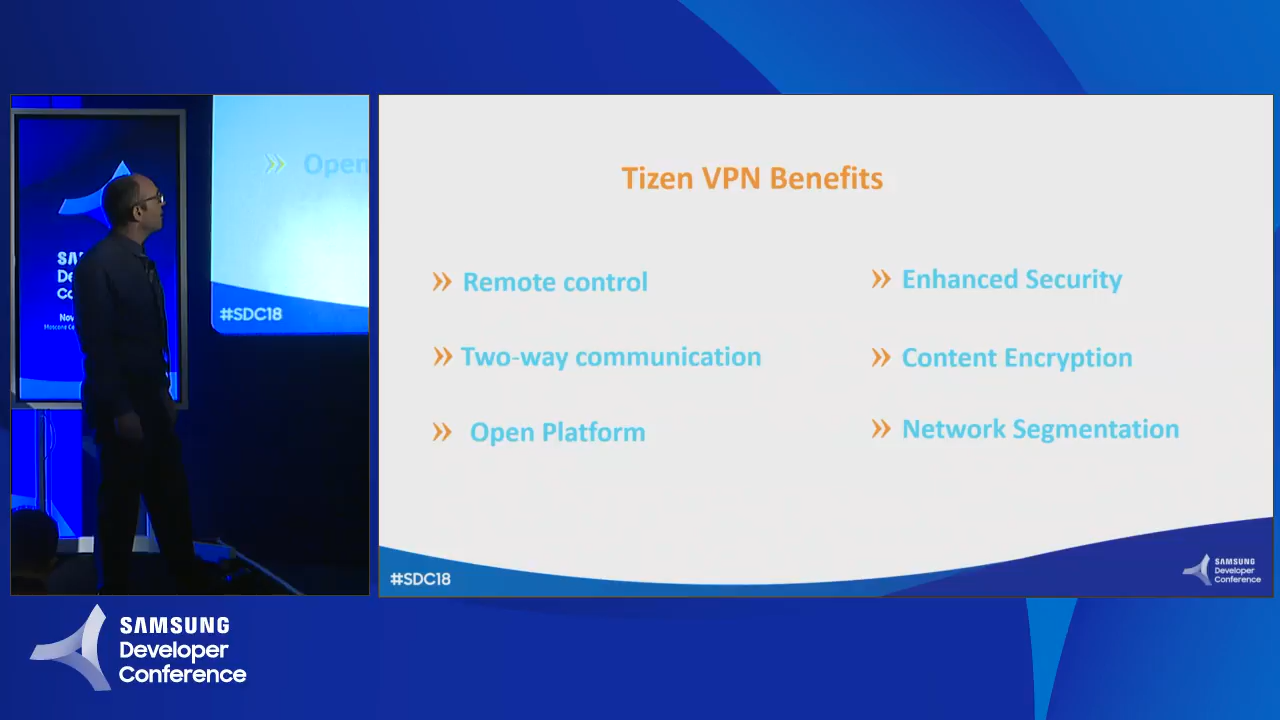 Open
#SDC18
Tizen VPN Benefits
» Remote control
» Two-way communication
» Open Platform
» Enhanced Security
» Content Encryption
» Network Segmentation
#SDC18
SAMSUNG
Developer
Conference
SAMSUNG
Developer
Conference